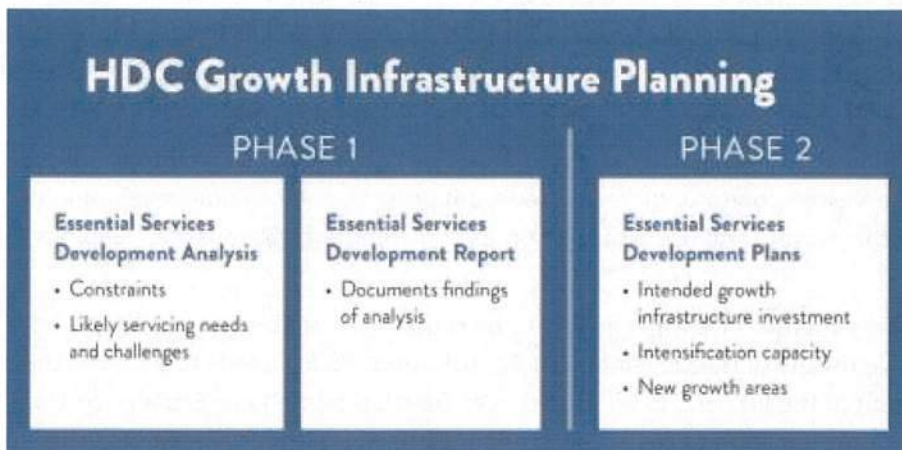 HDC Growth Infrastructure Planning
PHASE 1
Essential Services
Development Analysis
• Constraints
• Likely servicing needs
and challenges
Essential Services
Development Report
• Documents findings
of analysis
PHASE 2
Essential Services
Development Plans
• Intended growth
infrastructure investment
• Intensification capacity
• New growth areas